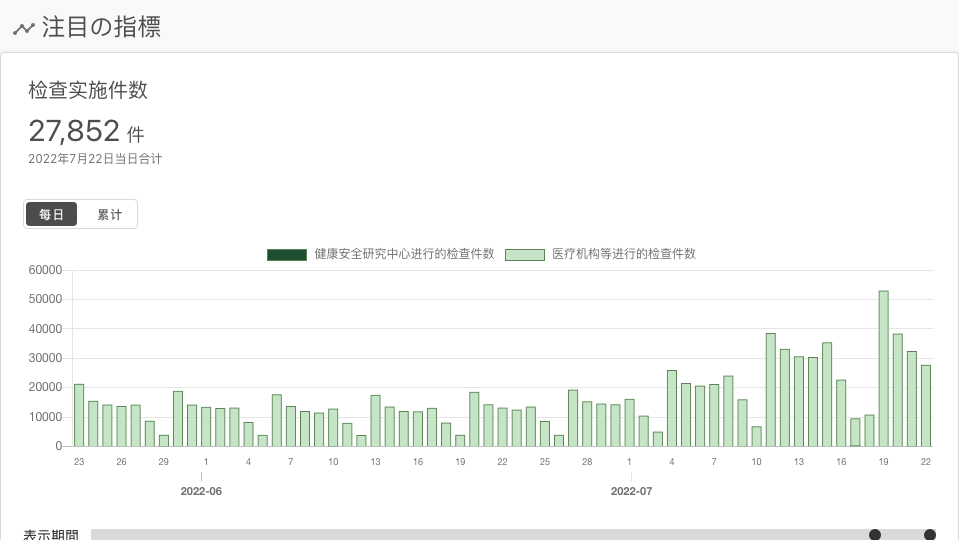 注目の指標
检查实施件数
27,852 件
2022年7月22日当日合计
每日 累计
健康安全研究中心进行的检查件数 医疗机构等进行的检查件数
60000
50000
40000
30000
20000
10000
0
23 26 29 1 4 7 10 13 16 19 22 25 28 1 4 7 10 13 16 19 22
2022-06 2022-07
表示期間